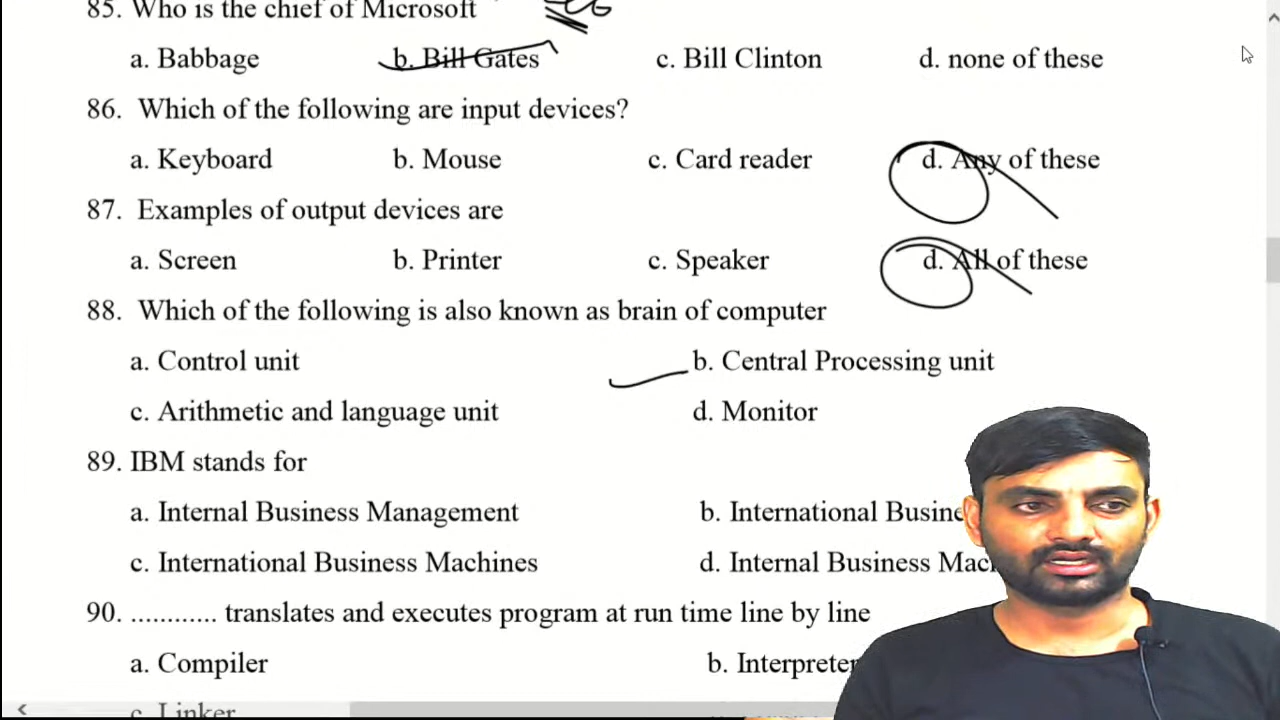 85. Who is the chief of Microsoft
a. Babbage b. Bill Gates c. Bill Clinton d. none of these
86. Which of the following are input devices?
a. Keyboard b. Mouse c. Card reader d. Any of these
87. Examples of output devices are
a. Screen b. Printer c. Speaker d. All of these
88. Which of the following is also known as brain of computer
a. Control unit b. Central Processing unit
c. Arithmetic and language unit d. Monitor
89. IBM stands for
a. Internal Business Management b. International
c. International Business Machines d. Internal Business
90. ............ translates and executes program at run time line by line
a. Compiler b. Interpreter
c. Linker